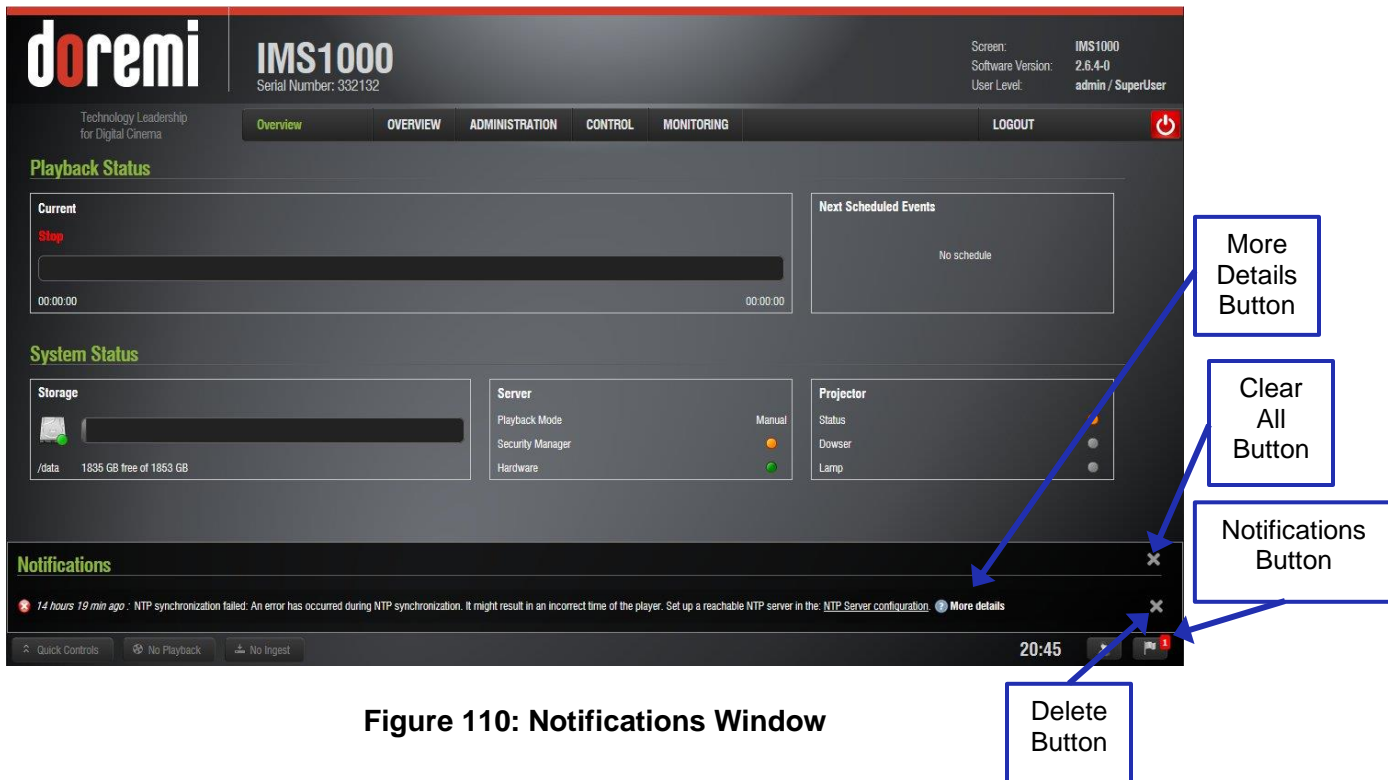 doremi
IMS1000
Serial Number: 332132
Screen: IMS1000
Software Version: 2.6.4-0
User Level: admin / SuperUser
Technology Leadership
for Digital Cinema
Overview OVERVIEW ADMINISTRATION CONTROL MONITORING LOGOUT
Playback Status
Current
Stop
00:00:00 00:00:00
Next Scheduled Events
No schedule
More
Details
Button
System Status
Storage
/data 1835 GB free of 1853 GB
Server
Playback Mode Manual
Security Manager
Hardware
Projector
Status
Dowser
Lamp
Clear
All
Button
Notifications
Button
Notifications
14 hours 19 min ago : NTP synchronization failed: An error has occurred during NTP synchronization. It might result in an incorrect time of the player. Set up a reachable NTP server in the: NTP Server configuration. ? More details
Quick Controls No Playback No Ingest 20:45 1
Delete
Button
Figure 110: Notifications Window